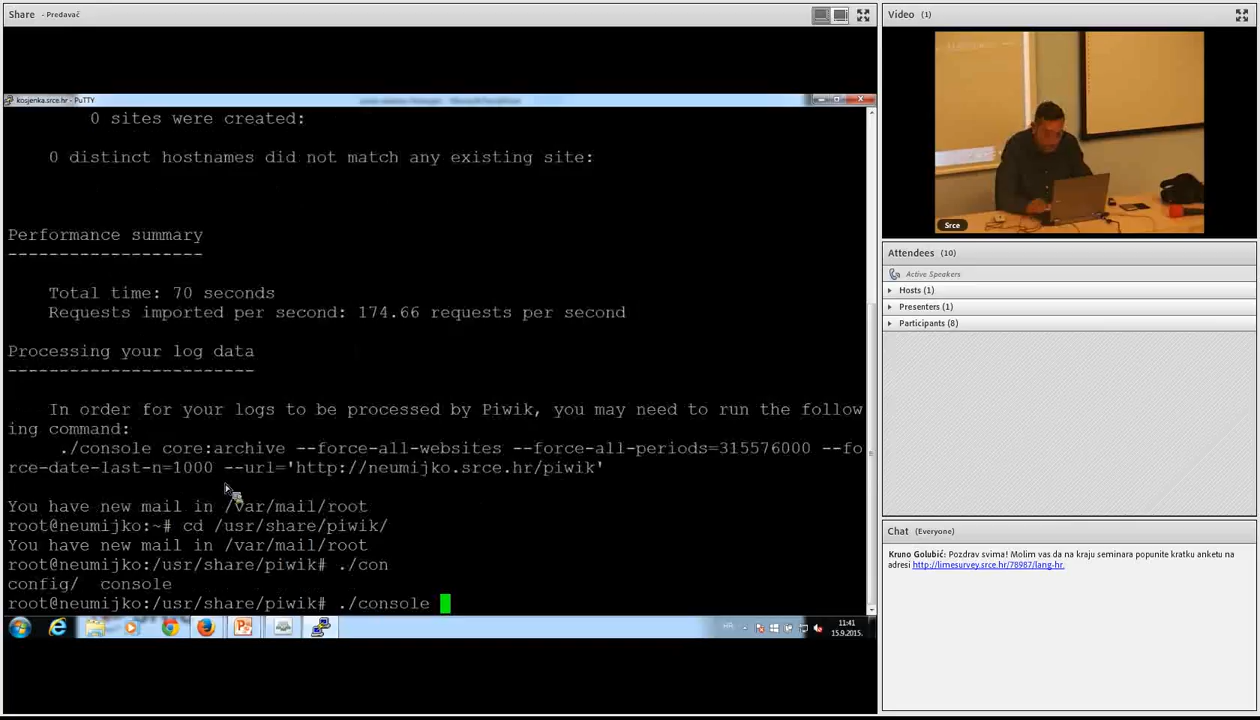 Share - Predavač
kosjenka.srce.hr - PuTTY
0 sites were created:
0 distinct hostnames did not match any existing site:
Performance summary
-------------------
Total time: 70 seconds
Requests imported per second: 174.66 requests per second
Processing your log data
------------------------
In order for your logs to be processed by Piwik, you may need to run the follow
ing command:
./console core:archive --force-all-websites --force-all-periods=315576000 --fo
rce-date-last-n=1000 --url='http://neumijko.srce.hr/piwik'
You have new mail in /var/mail/root
root@neumijko:~# cd /usr/share/piwik/
You have new mail in /var/mail/root
root@neumijko:/usr/share/piwik# ./con
config/ console
root@neumijko:/usr/share/piwik# ./console
HR
11:41
15.9.2015.
Video (1)
Srce
Attendees (10)
Active Speakers
Hosts (1)
Presenters (1)
Participants (8)
Chat (Everyone)
Kruno Golubić: Pozdrav svima! Molim vas da na kraju seminara popunite kratku anketu na
adresi http://limesurvey.srce.hr/78987/lang-hr.